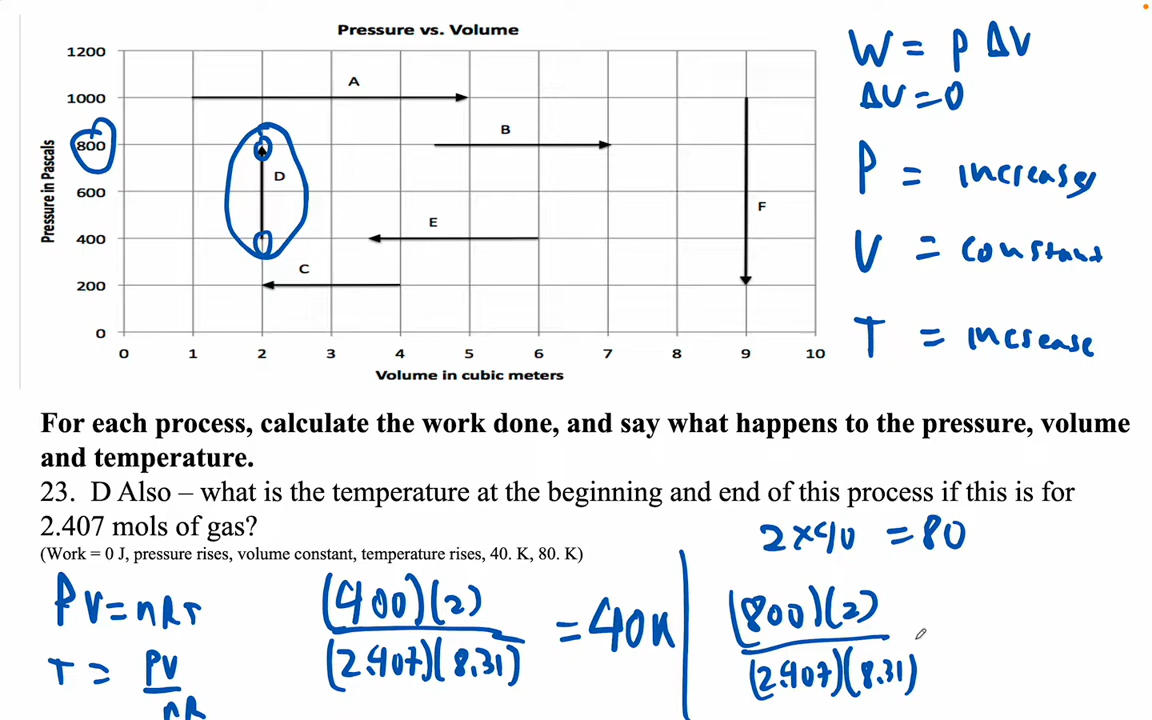 Pressure vs. Volume
1200
1000
800
600
400
200
0
Pressure in Pascals
A
B
D
F
E
C
0 1 2 3 4 5 6 7 8 9 10
Volume in cubic meters
W = P ΔV
ΔV = 0
P = increases
V = constant
T = increase
For each process, calculate the work done, and say what happens to the pressure, volume
and temperature.
23. D Also – what is the temperature at the beginning and end of this process if this is for
2.407 mols of gas?
2 x 40 = 80
(Work = 0 J, pressure rises, volume constant, temperature rises, 40. K, 80. K)
PV = nRT
T = PV / nR
(400)(2) / (2.407)(8.31) = 40K
(800)(2) / (2.407)(8.31)